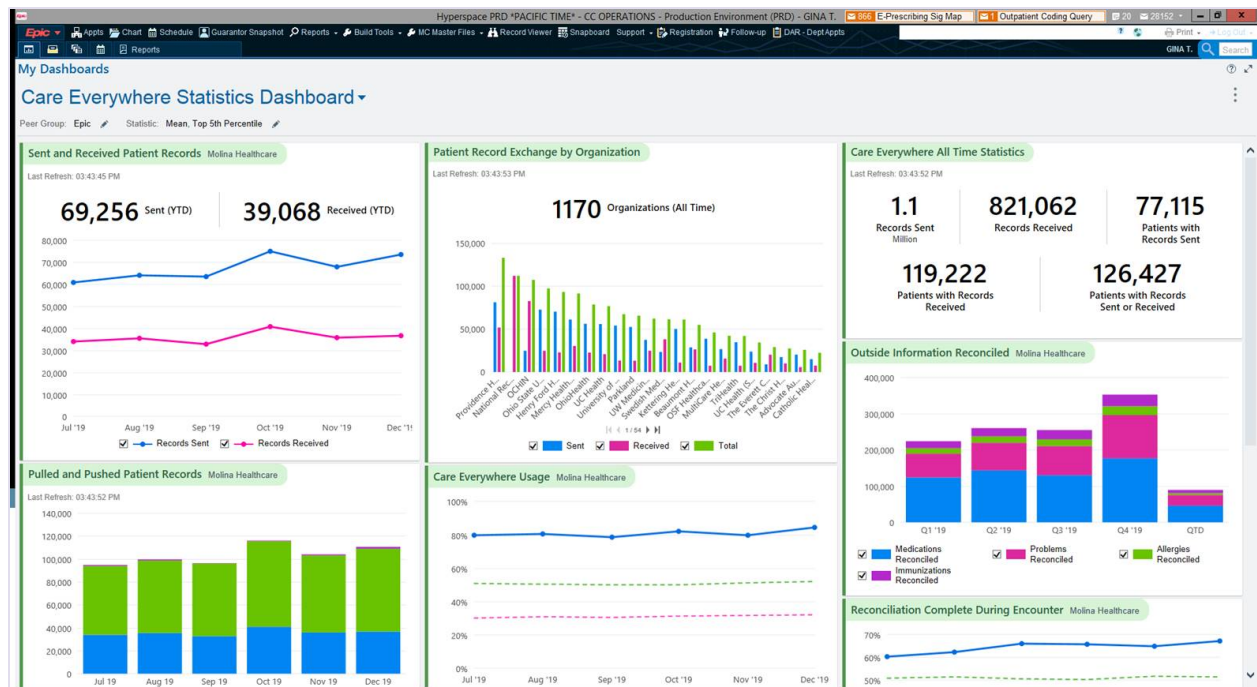 Epic
Hyperspace PRD *PACIFIC TIME* - CC OPERATIONS - Production Environment (PRD) - GINA T.
866 E-Prescribing Sig Map
1 Outpatient Coding Query
20
28152
Epic
Appts
Chart
Schedule
Guarantor Snapshot
Reports
Build Tools
MC Master Files
Record Viewer
Snapboard
Support
Registration
Follow-up
DAR - Dept Appts
Print
Log Out
Reports
GINA T.
Search
My Dashboards
Care Everywhere Statistics Dashboard
Peer Group: Epic
Statistic: Mean, Top 5th Percentile
Sent and Received Patient Records Molina Healthcare
Last Refresh: 03:43:45 PM
69,256 Sent (YTD)
39,068 Received (YTD)
80,000
70,000
60,000
50,000
40,000
30,000
20,000
10,000
0
Jul '19
Aug '19
Sep '19
Oct '19
Nov '19
Dec '19
Records Sent
Records Received
Pulled and Pushed Patient Records Molina Healthcare
Last Refresh: 03:43:52 PM
140,000
120,000
100,000
80,000
60,000
40,000
20,000
0
Jul 19
Aug 19
Sep 19
Oct 19
Nov 19
Dec 19
Patient Record Exchange by Organization
Last Refresh: 03:43:53 PM
1170 Organizations (All Time)
150,000
100,000
50,000
0
Providence H...
National Rec...
OCHIN
Ohio State U...
Henry Ford H...
Mercy Health...
OhioHealth
UC Health
University of ...
Parkland
UW Medicin...
Swedish Med...
Kettering He...
Beaumont H...
OSF Healthca...
MultiCare He...
TriHealth
UC Health (S...
The Everett C...
The Christ H...
Advocate Au...
Catholic Heal...
1 / 54
Sent
Received
Total
Care Everywhere Usage Molina Healthcare
100%
80%
60%
40%
20%
0%
Jul '19
Aug '19
Sep '19
Oct '19
Nov '19
Dec '19
Care Everywhere All Time Statistics
Last Refresh: 03:43:52 PM
1.1
Records Sent
Million
821,062
Records Received
77,115
Patients with
Records Sent
119,222
Patients with Records
Received
126,427
Patients with Records
Sent or Received
Outside Information Reconciled Molina Healthcare
400,000
300,000
200,000
100,000
0
Q1 '19
Q2 '19
Q3 '19
Q4 '19
QTD
Medications
Reconciled
Problems
Reconciled
Allergies
Reconciled
Immunizations
Reconciled
Reconciliation Complete During Encounter Molina Healthcare
70%
60%
50%